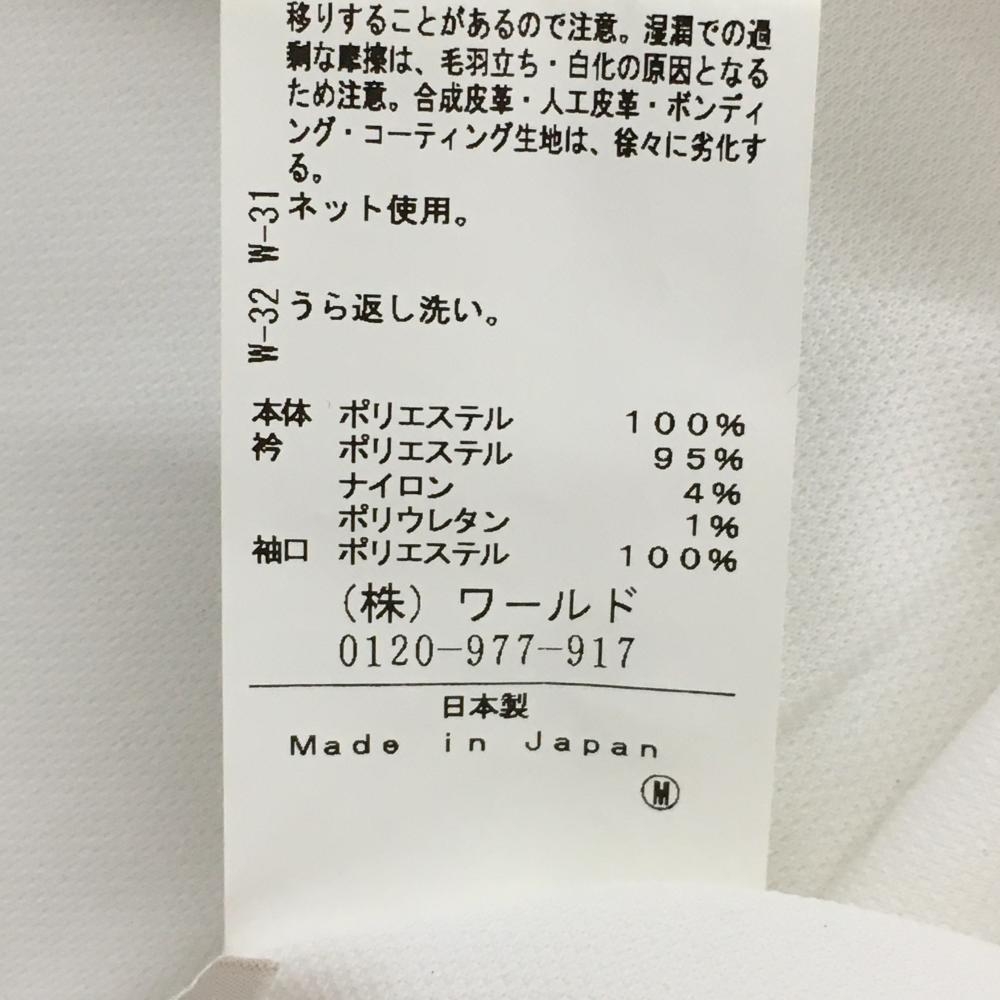 移りすることがあるので注意。湿潤での過
剰な摩擦は、毛羽立ち・白化の原因となる
ため注意。合成皮革・人工皮革・ボンディ
ング・コーティング生地は、徐々に劣化す
る。
W-31 ネット使用。
W-32 うら返し洗い。
本体 ポリエステル 100%
衿 ポリエステル 95%
ナイロン 4%
ポリウレタン 1%
袖口 ポリエステル 100%
(株) ワールド
0120-977-917
日本製
Made in Japan
M